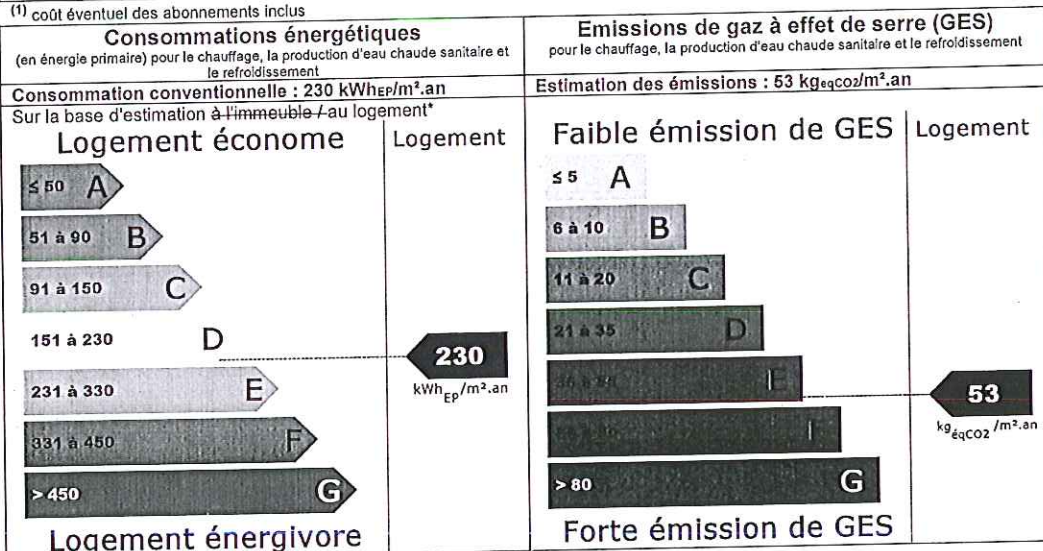 (1) coût éventuel des abonnements inclus
Consommations énergétiques
(en énergie primaire) pour le chauffage, la production d'eau chaude sanitaire et
le refroidissement
Consommation conventionnelle : 230 kWhEP/m².an
Sur la base d'estimation à l'immeuble / au logement*
Logement économe
Logement
≤ 50 A
51 à 90 B
91 à 150 C
151 à 230 D
231 à 330 E
331 à 450 F
> 450 G
230
kWhEP/m².an
Logement énergivore
Emissions de gaz à effet de serre (GES)
pour le chauffage, la production d'eau chaude sanitaire et le refroidissement
Estimation des émissions : 53 kgeqCO2/m².an
Faible émission de GES
Logement
≤ 5 A
6 à 10 B
11 à 20 C
21 à 35 D
E
> 80 G
53
kgéqCO2/m².an
Forte émission de GES